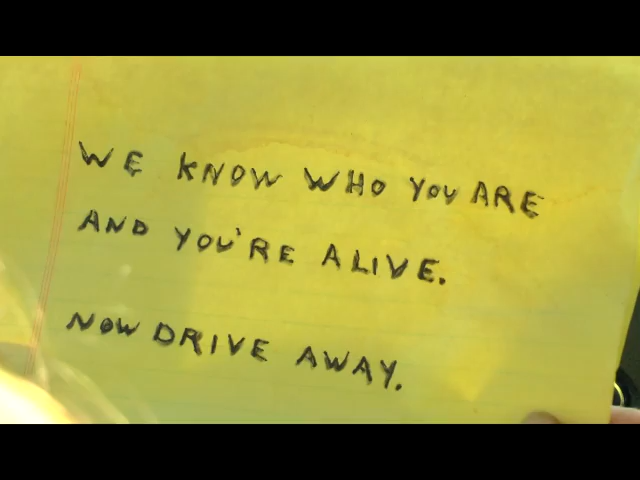 WE KNOW WHO YOU ARE
AND YOU'RE ALIVE.
NOW DRIVE AWAY.